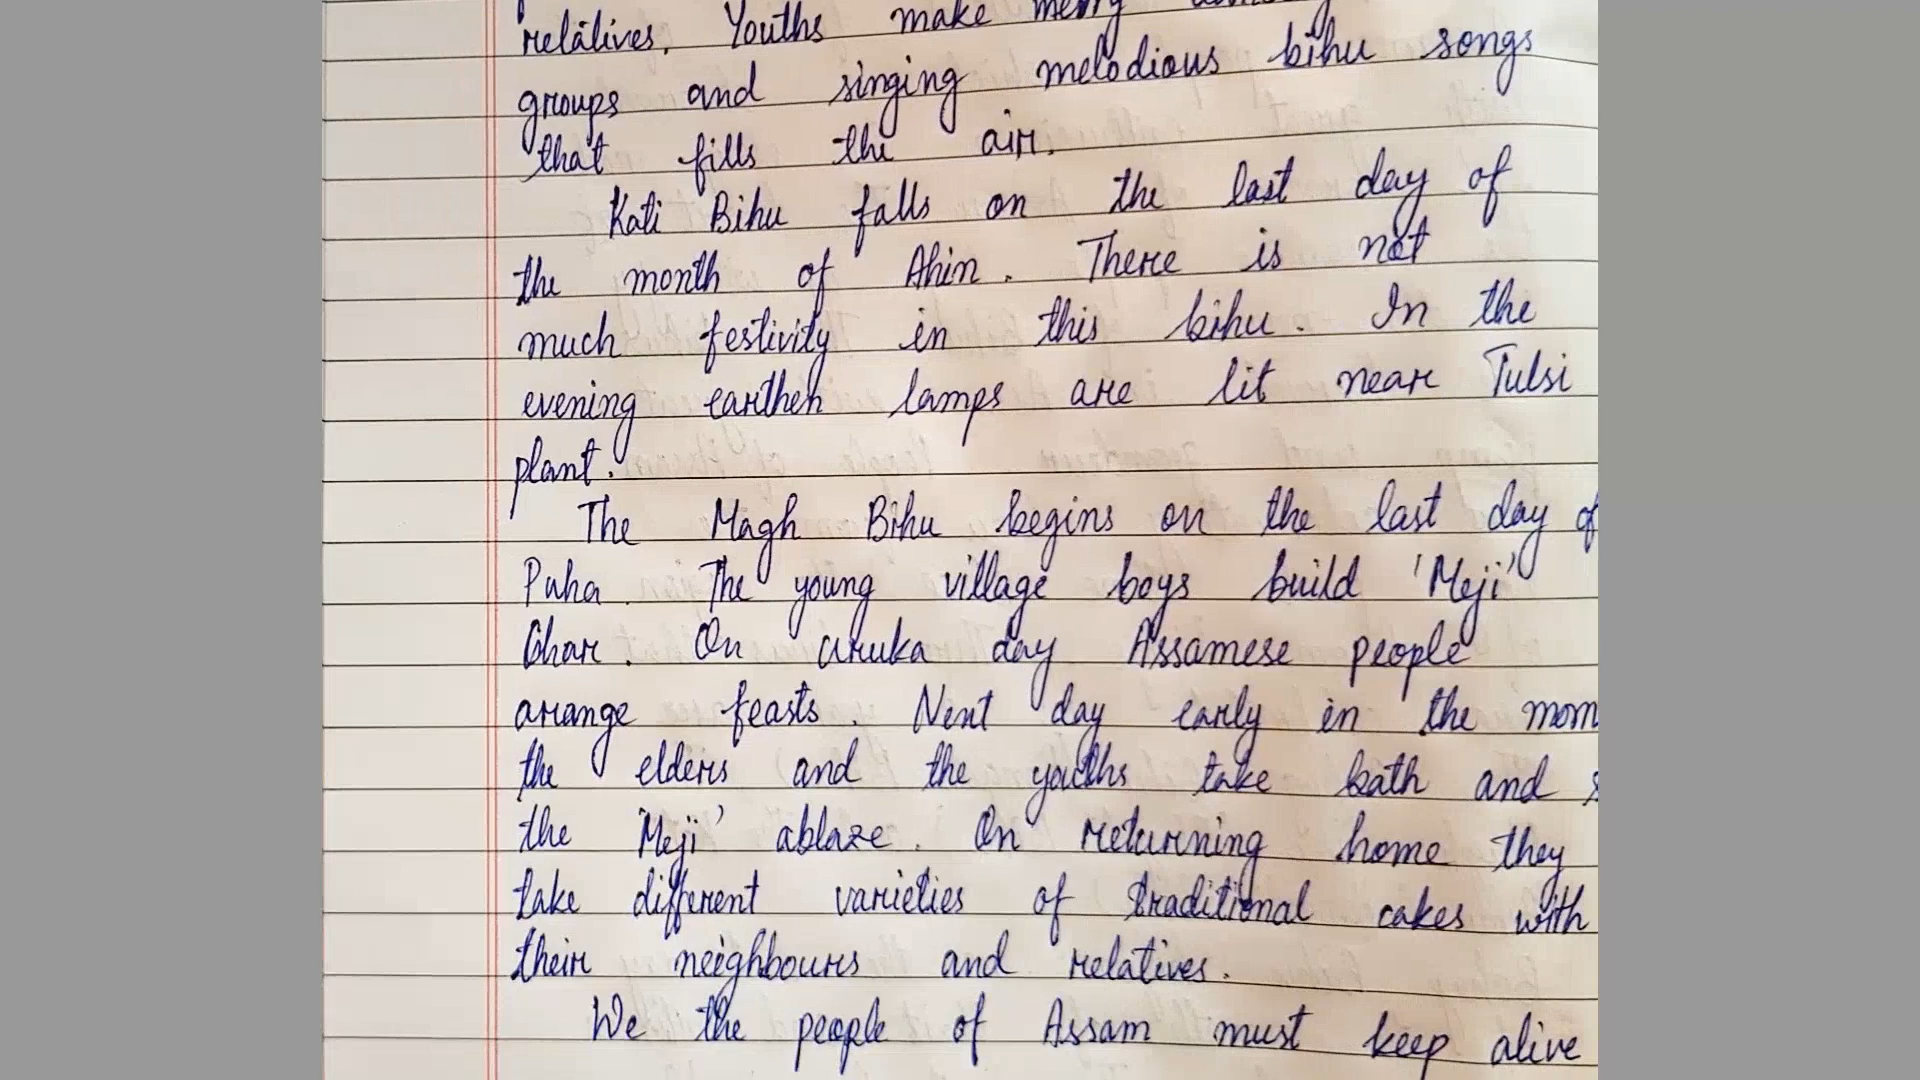 relatives. Youths make merry
groups and singing melodious bihu songs
that fills the air.
Kati Bihu falls on the last day of
the month of Ahin. There is not
much festivity in this bihu. In the
evening earthen lamps are lit near Tulsi
plant.
The Magh Bihu begins on the last day of
Puha. The young village boys build 'Meji'
Ghar. On uruka day Assamese people
arange feasts. Next day early in the morn
the elders and the youths take bath and
the 'Meji' ablaze. On returning home they
take different varieties of traditional cakes with
their neighbours and relatives.
We the people of Assam must keep alive